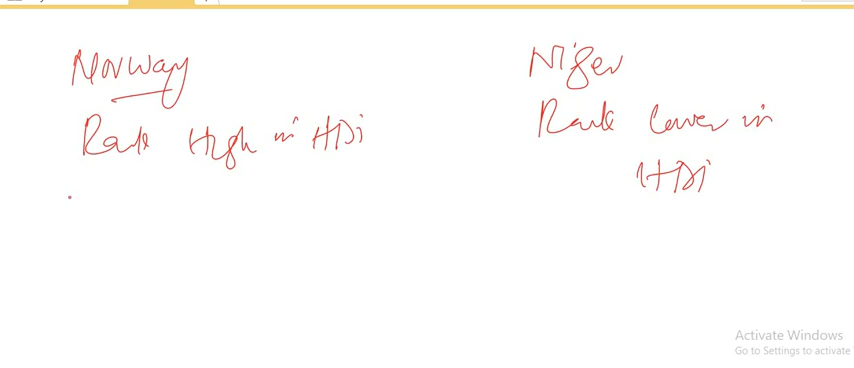 Norway
Rank High in HDi
Niger
Rank lower in
HDi
Activate Windows
Go to Settings to activate